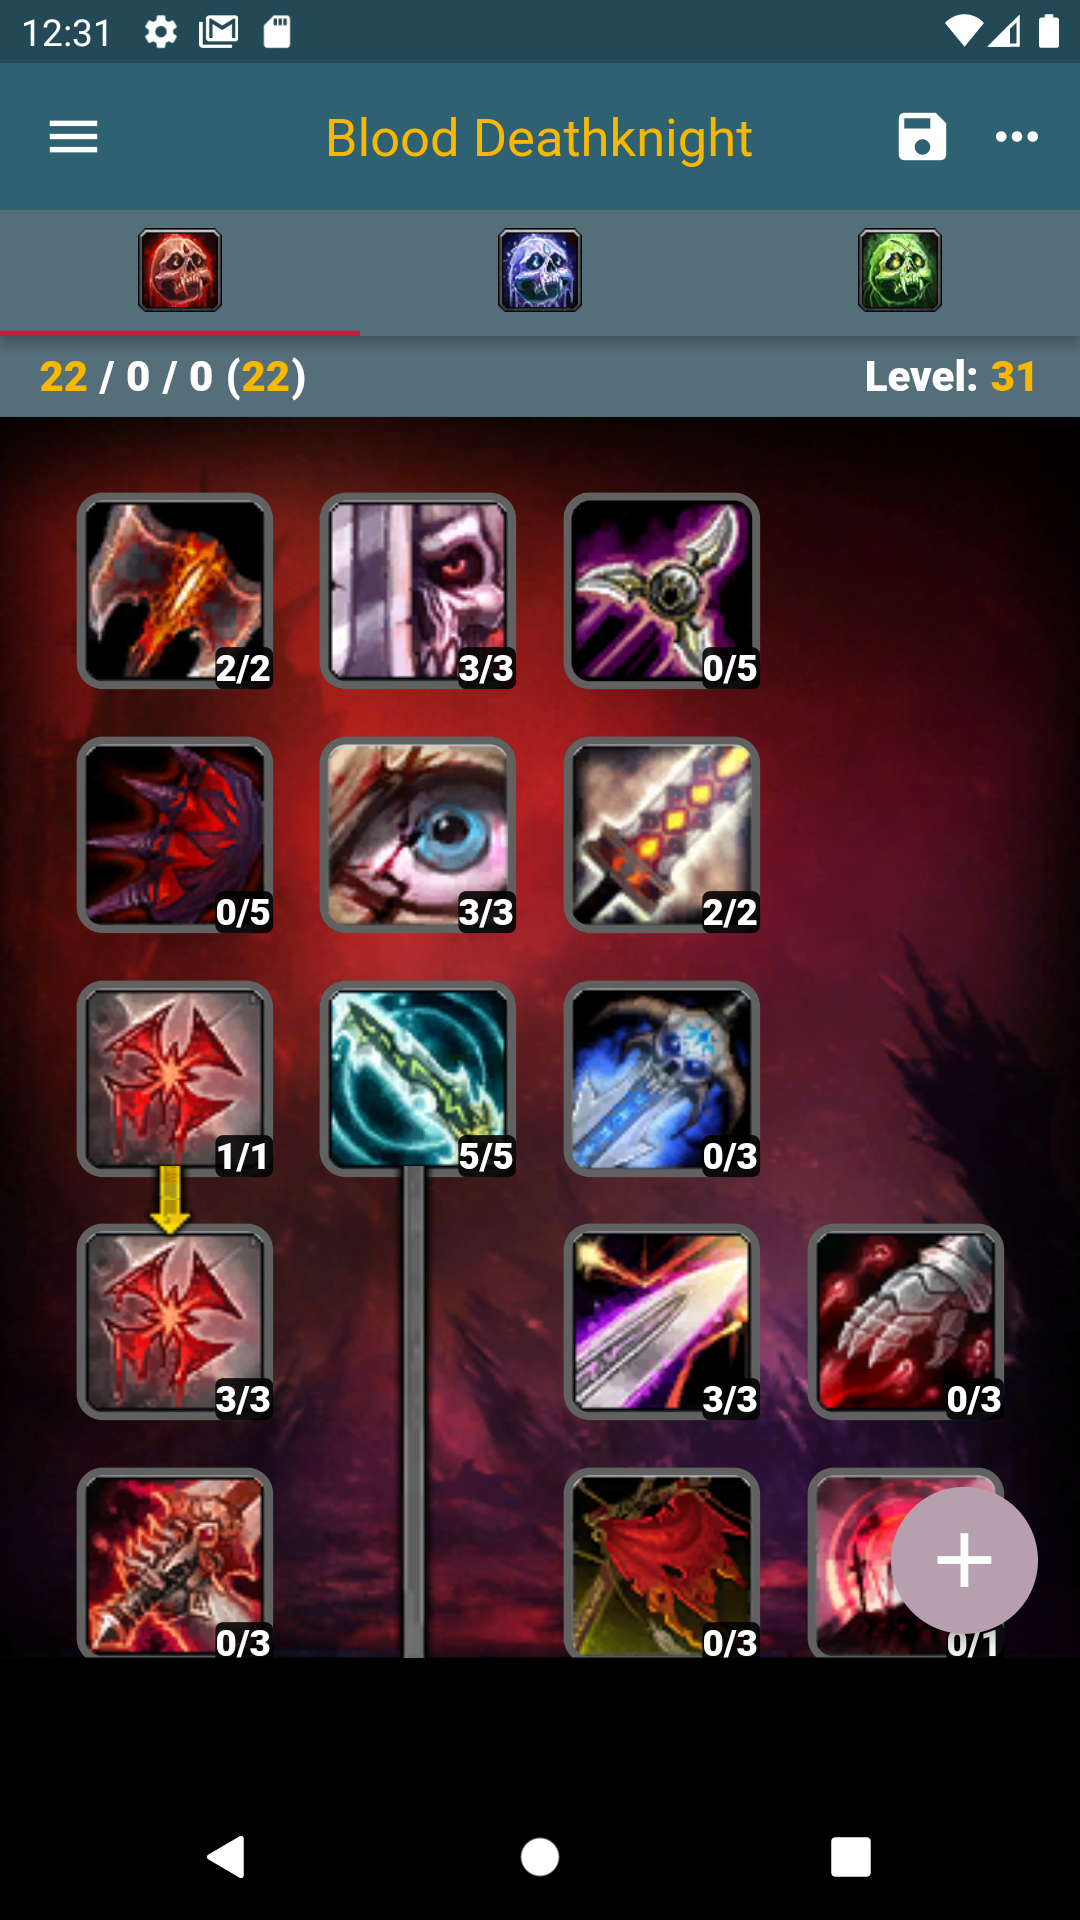 12:31
Blood Deathknight
22 / 0 / 0 (22) Level: 31
2/2 3/3 0/5
0/5 3/3 2/2
1/1 5/5 0/3
3/3 3/3 0/3
0/3 0/3 0/1